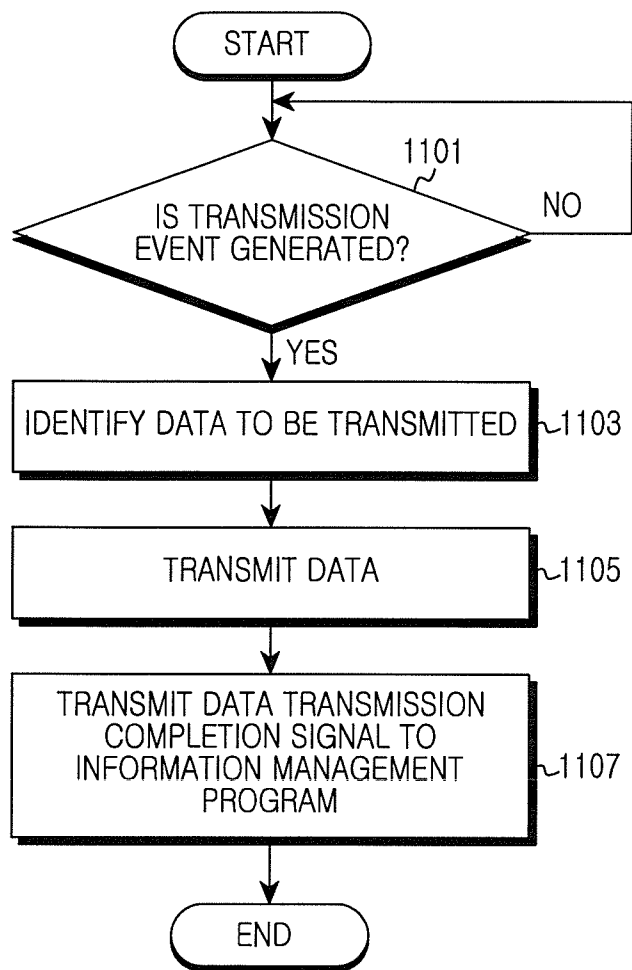 START
1101
IS TRANSMISSION
EVENT GENERATED?
NO
YES
IDENTIFY DATA TO BE TRANSMITTED
1103
TRANSMIT DATA
1105
TRANSMIT DATA TRANSMISSION
COMPLETION SIGNAL TO
INFORMATION MANAGEMENT
PROGRAM
1107
END